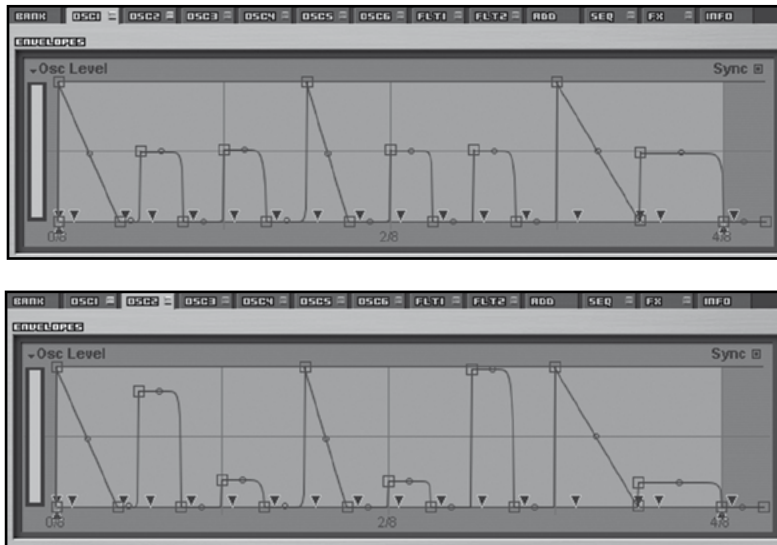 BANK OSC1 OSC2 OSC3 OSC4 OSC5 OSC6 FLT1 FLT2 ADD SEQ FX INFO
ENVELOPES
Osc Level Sync
0/8 2/8 4/8
BANK OSC1 OSC2 OSC3 OSC4 OSC5 OSC6 FLT1 FLT2 ADD SEQ FX INFO
ENVELOPES
Osc Level Sync
0/8 2/8 4/8